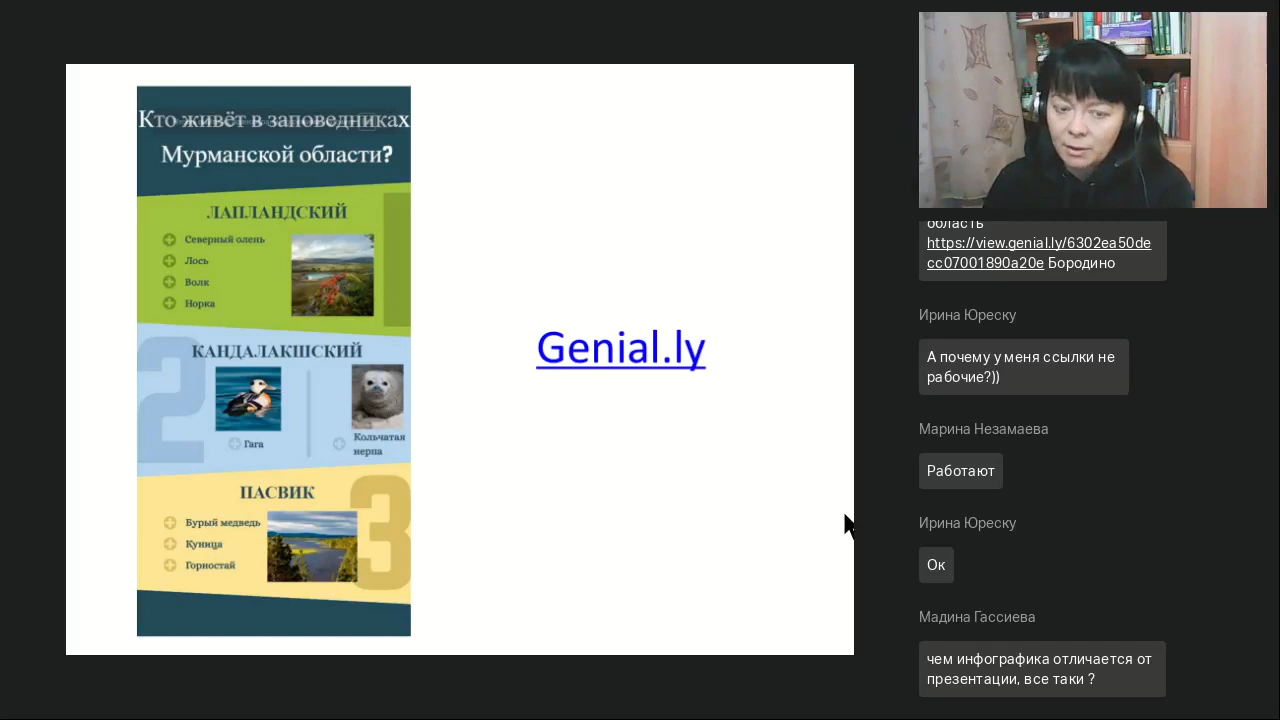 Кто живёт в заповедниках
Мурманской области?
ЛАПЛАНДСКИЙ
Северный олень
Лось
Волк
Норка
2
КАНДАЛАКШСКИЙ
Гага
Кольчатая
нерпа
ПАСВИК
3
Бурый медведь
Куница
Горностай
Genial.ly
область
https://view.genial.ly/6302ea50de
cc07001890a20e Бородино
Ирина Юреску
А почему у меня ссылки не
рабочие?))
Марина Незамаева
Работают
Ирина Юреску
Ок
Мадина Гассиева
чем инфографика отличается от
презентации, все таки ?